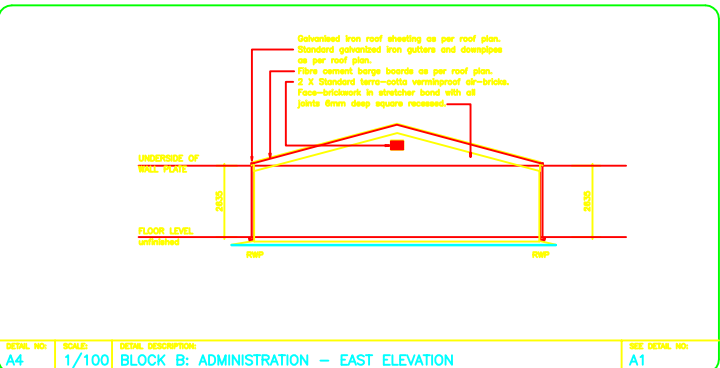 Galvanised iron roof sheeting as per roof plan.
Standard galvanized iron gutters and downpipes
as per roof plan.
Fibre cement barge boards as per roof plan.
2 X Standard terra-cotta verminproof air-bricks.
Face-brickwork in stretcher bond with all
joints 8mm deep square recessed.
UNDERSIDE OF
WALL PLATE.
2635
2635
FLOOR LEVEL
unfinished
RWP
RWP
DETAIL NO:
A4
SCALE:
1/100
DETAIL DESCRIPTION:
BLOCK B: ADMINISTRATION - EAST ELEVATION
SEE DETAIL NO:
A1